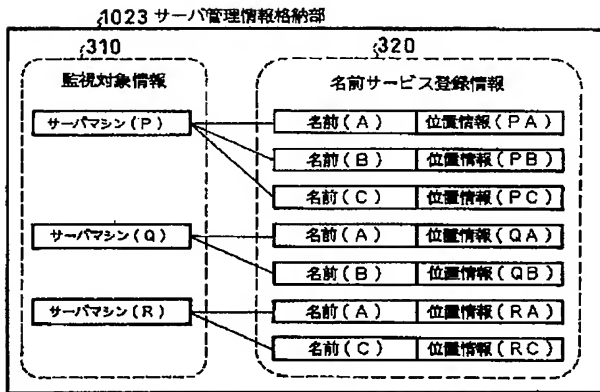 1023 サーバ管理情報格納部
310
320
監視対象情報
名前サービス登録情報
サーバマシン(P)
名前(A) 位置情報(PA)
名前(B) 位置情報(PB)
名前(C) 位置情報(PC)
サーバマシン(Q)
名前(A) 位置情報(QA)
名前(B) 位置情報(QB)
サーバマシン(R)
名前(A) 位置情報(RA)
名前(C) 位置情報(RC)